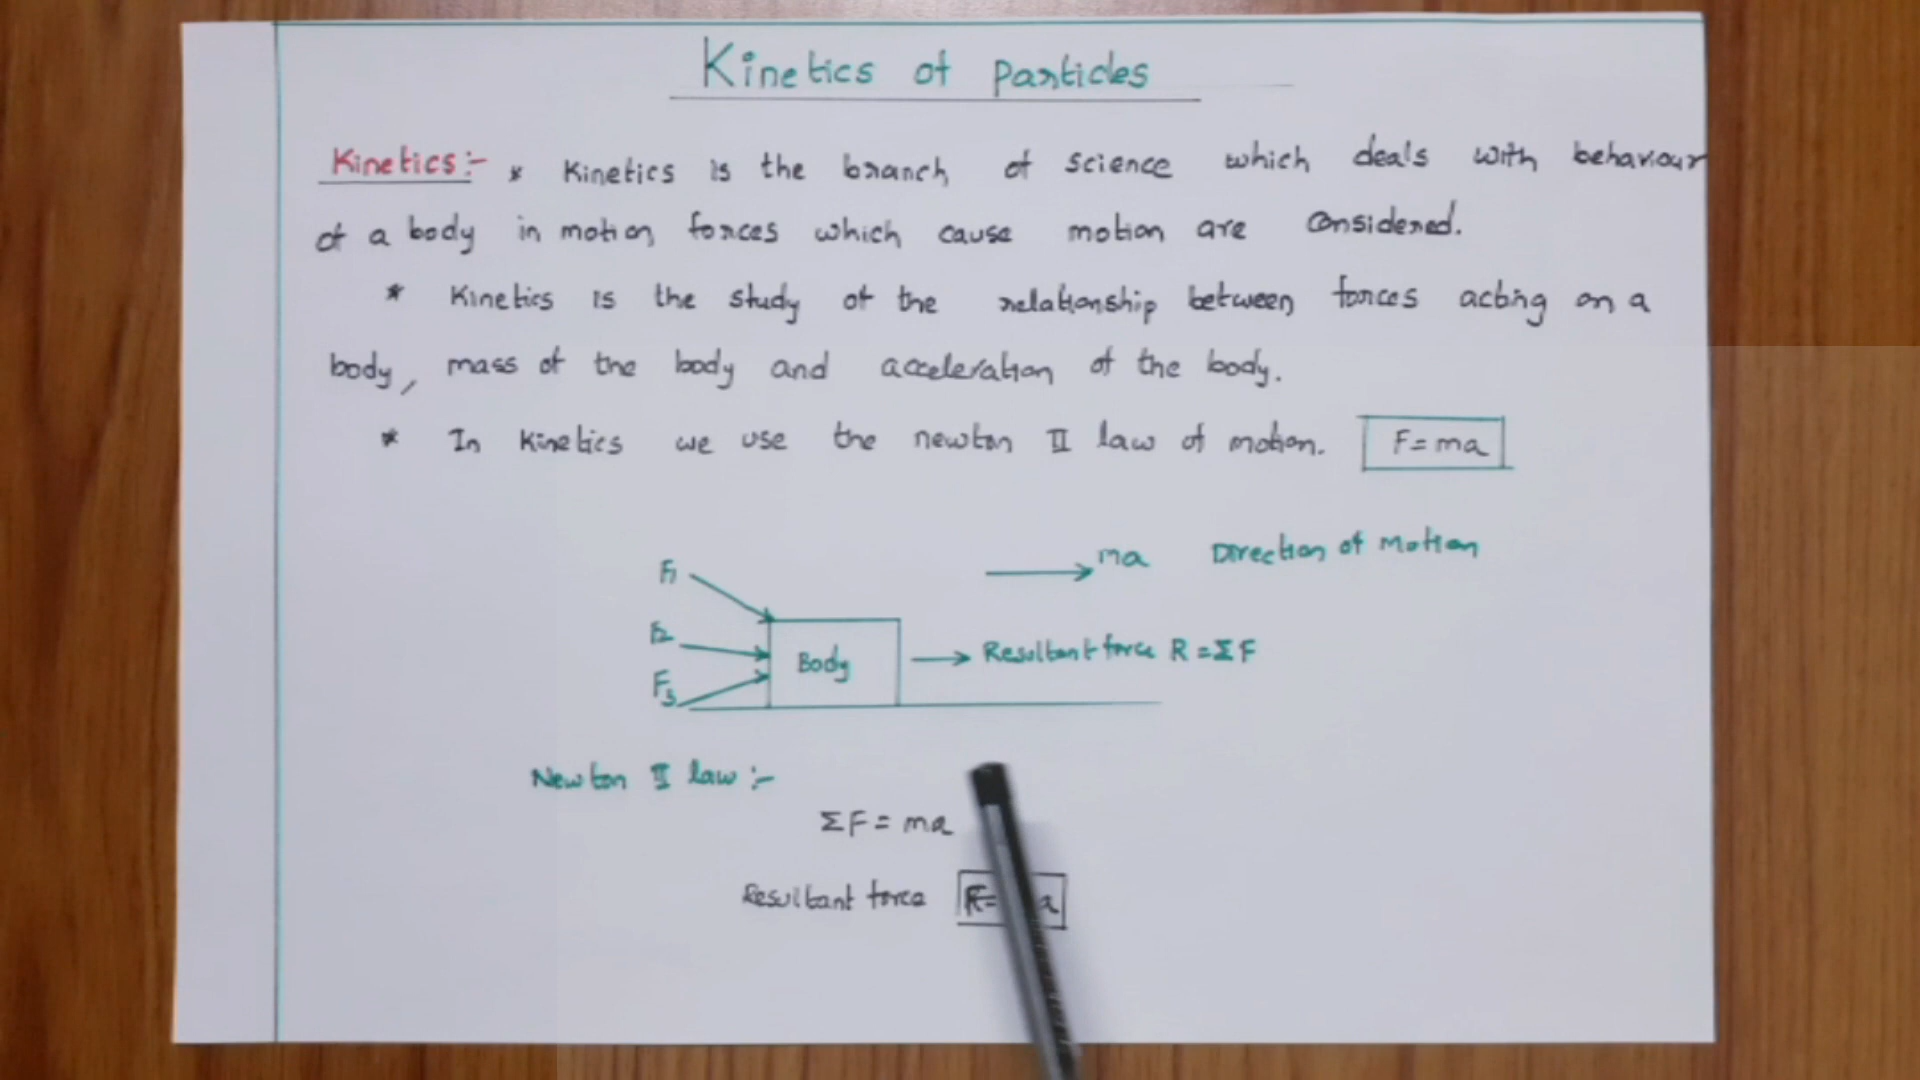 Kinetics of particles
Kinetics:- * Kinetics is the branch of science which deals with behaviour
of a body in motion forces which cause motion are considered.
* Kinetics is the study of the relationship between forces acting on a
body, mass of the body and acceleration of the body.
* In Kinetics we use the newton II law of motion. F=ma
ma Direction of Motion
F1
F2
Body
Resultant force R = Σ F
F3
Newton II law :-
Σ F = ma
Resultant force